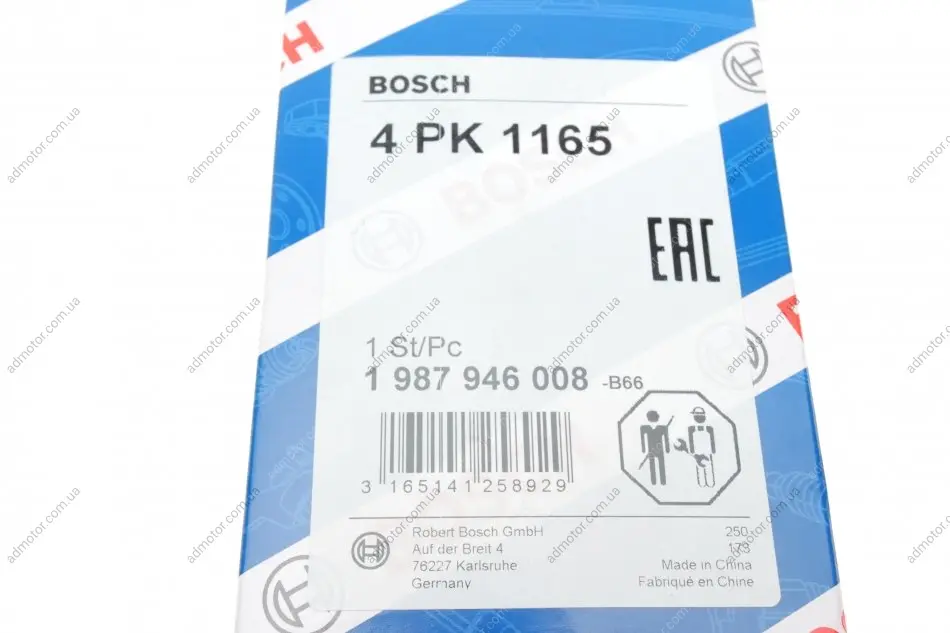 BOSCH
4 PK 1165
EAC
1 St/Pc
1 987 946 008 -B66
3 165141 258929
Robert Bosch GmbH
Auf der Breit 4
76227 Karlsruhe
Germany
250
173
Made in China
Fabriqué en Chine
BOSCH
admotor.com.ua